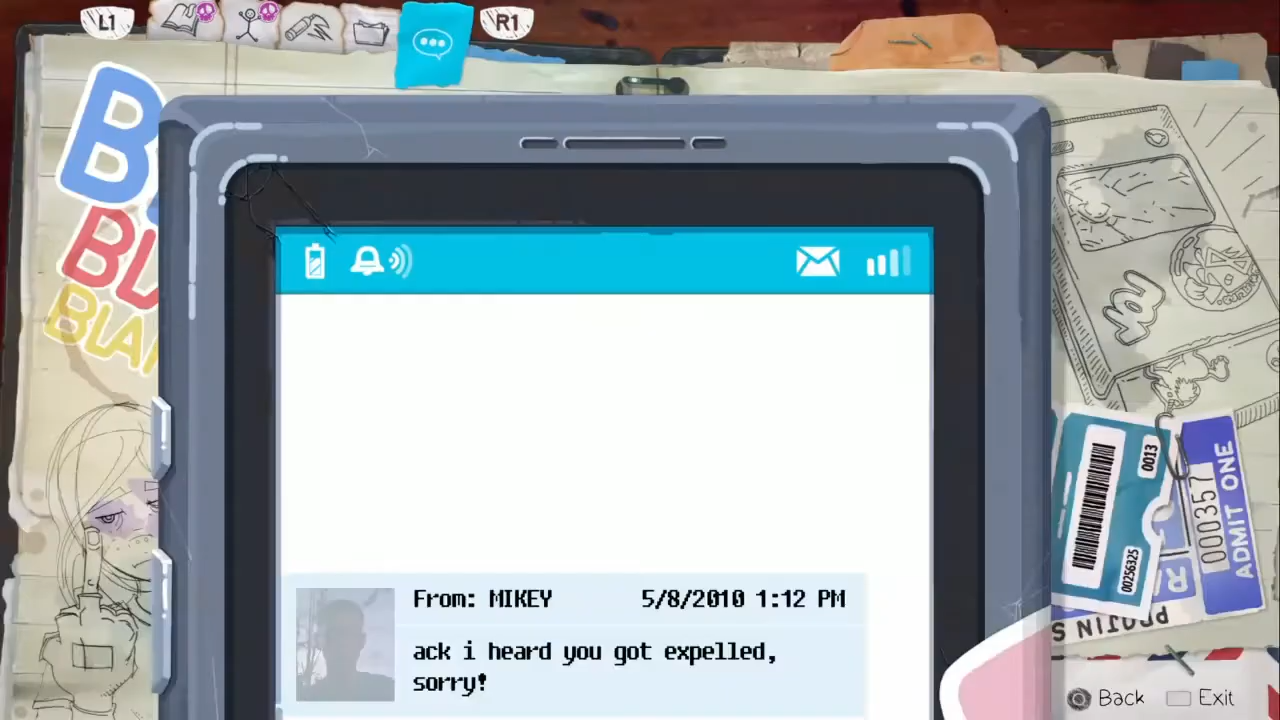 L1
R1
From: MIKEY 5/8/2010 1:12 PM
ack i heard you got expelled,
sorry!
0013
00256325
000357
ADMIT ONE
Back
Exit